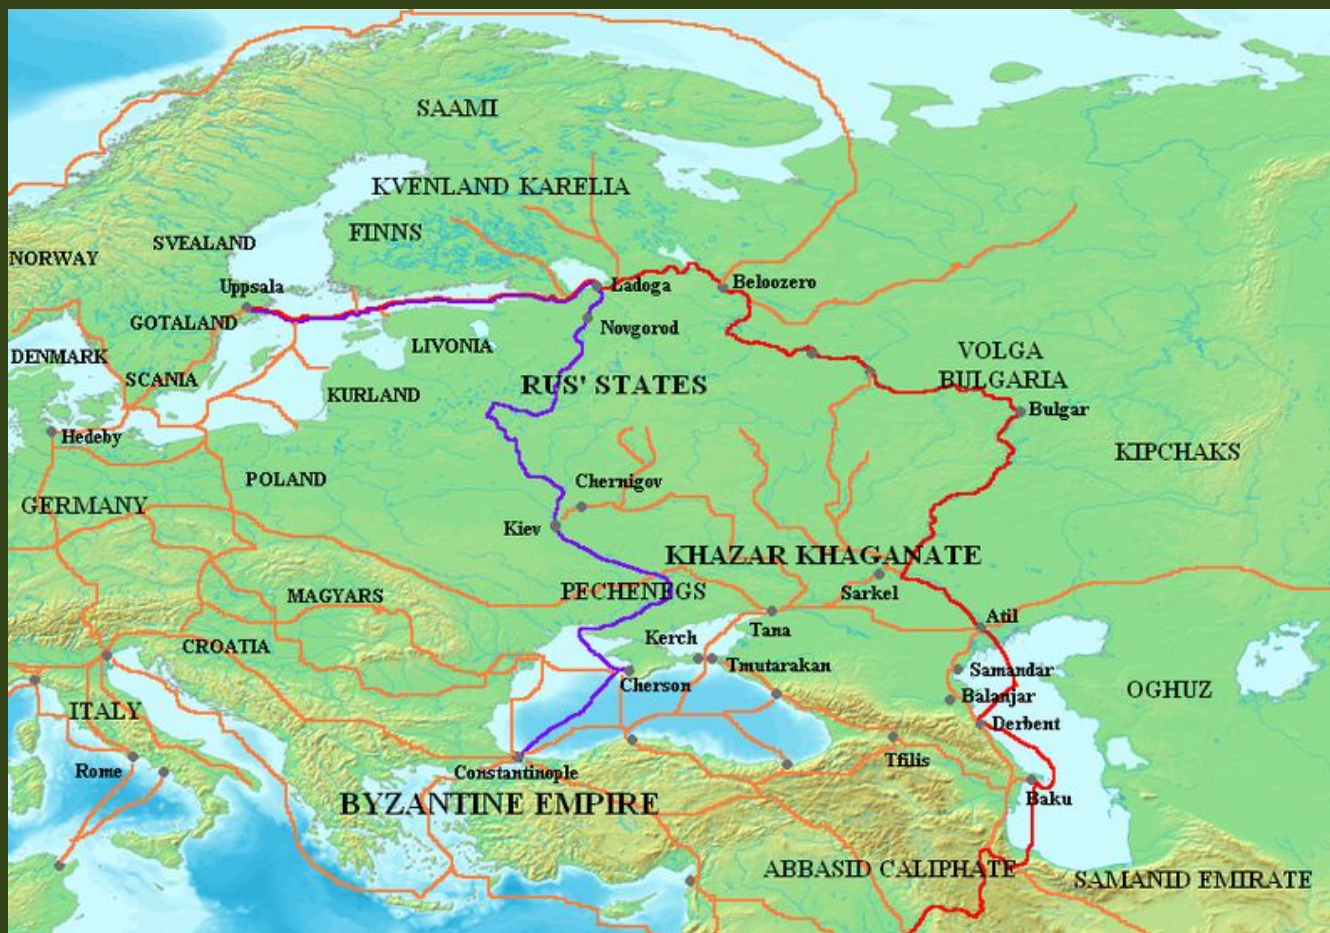 SAAMI
KVENLAND KARELIA
FINNS
SVEALAND
NORWAY
Uppsala
Ladoga
Beloozero
GOTALAND
Novgorod
LIVONIA
DENMARK
VOLGA
BULGARIA
SCANIA
RUS' STATES
KURLAND
Bulgar
Hedeby
KIPCHAKS
POLAND
Chernigov
GERMANY
Kiev
KHAZAR KHAGANATE
PECHENEGS
Sarkel
MAGYARS
Atil
Tana
Kerch
CROATIA
Tmutarakan
Samandar
Cherson
OGHUZ
Balanjar
ITALY
Derbent
Tfilis
Rome
Constantinople
Baku
BYZANTINE EMPIRE
ABBASID CALIPHATE
SAMANID EMIRATE